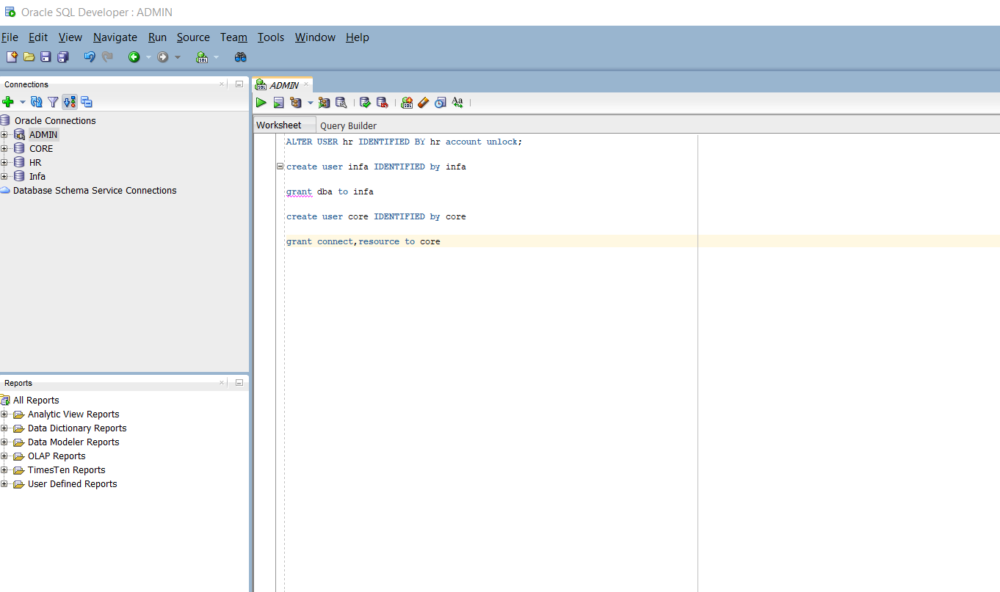 Oracle SQL Developer : ADMIN
File Edit View Navigate Run Source Team Tools Window Help
Connections
Oracle Connections
ADMIN
CORE
HR
Infa
Database Schema Service Connections
Reports
All Reports
Analytic View Reports
Data Dictionary Reports
Data Modeler Reports
OLAP Reports
TimesTen Reports
User Defined Reports
ADMIN
Aa
Worksheet Query Builder
ALTER USER hr IDENTIFIED BY hr account unlock;
create user infa IDENTIFIED by infa
grant dba to infa
create user core IDENTIFIED by core
grant connect,resource to core